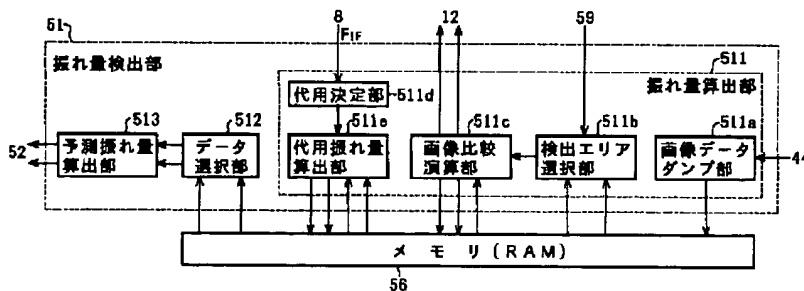 51
8
12
59
F_IF
511
振れ量検出部
振れ量算出部
代用決定部
511d
513
512
511e
511c
511b
511a
52
予測振れ量
算出部
データ
選択部
代用振れ量
算出部
画像比較
演算部
検出エリア
選択部
画像データ
ダンプ部
44
メモリ(RAM)
56